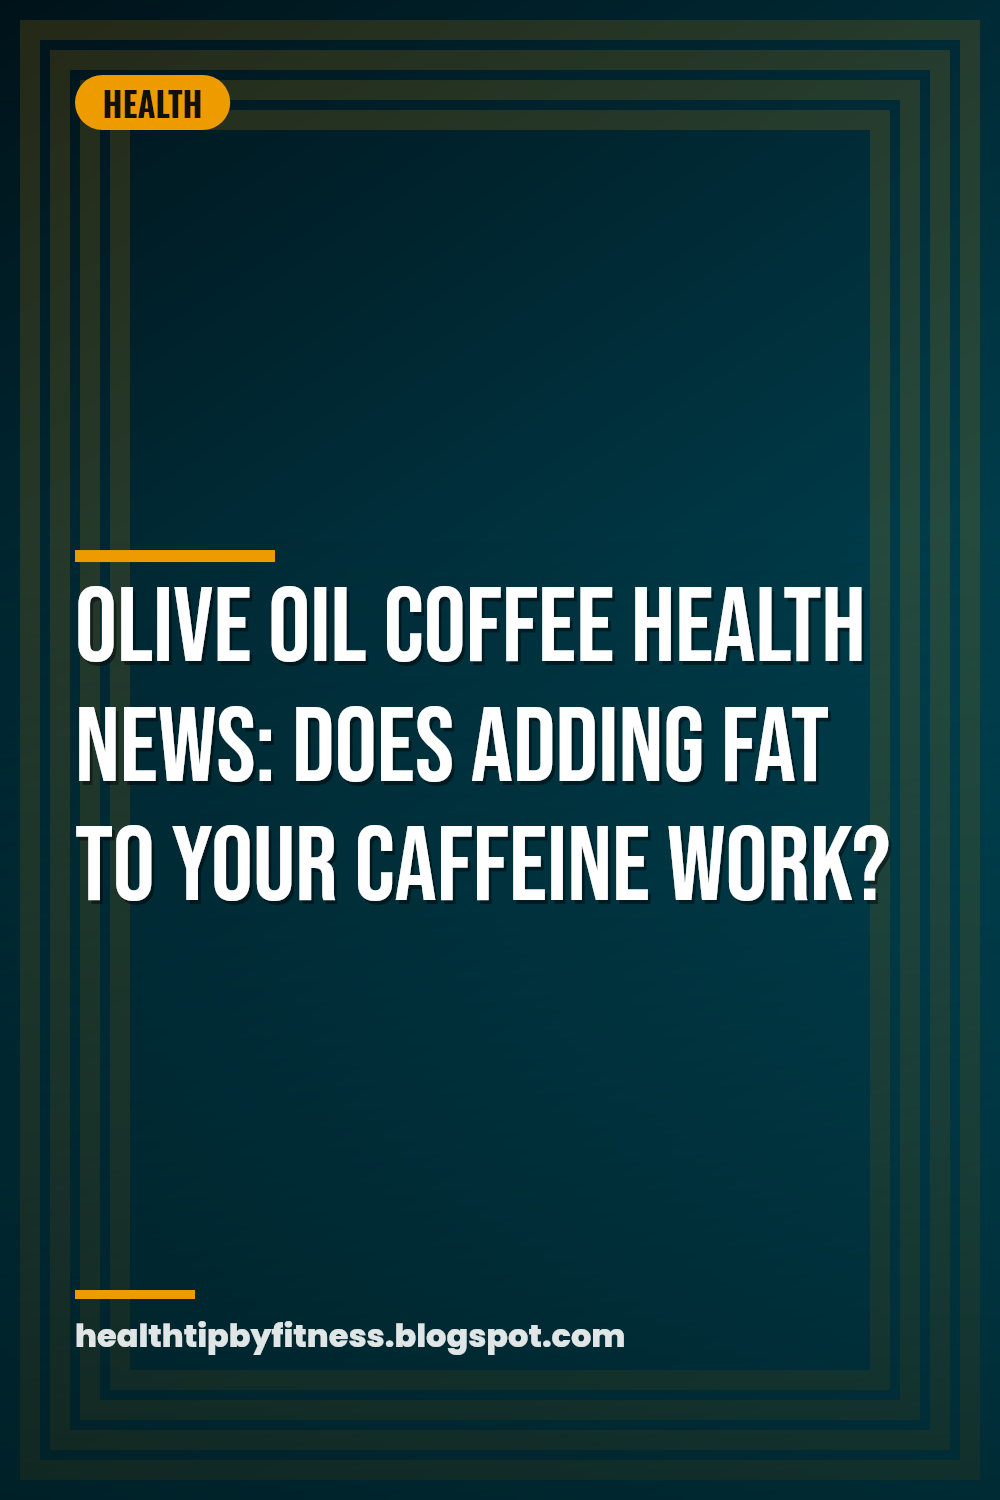 HEALTH
OLIVE OIL COFFEE HEALTH
NEWS: DOES ADDING FAT
TO YOUR CAFFEINE WORK?
healthtipbyfitness.blogspot.com